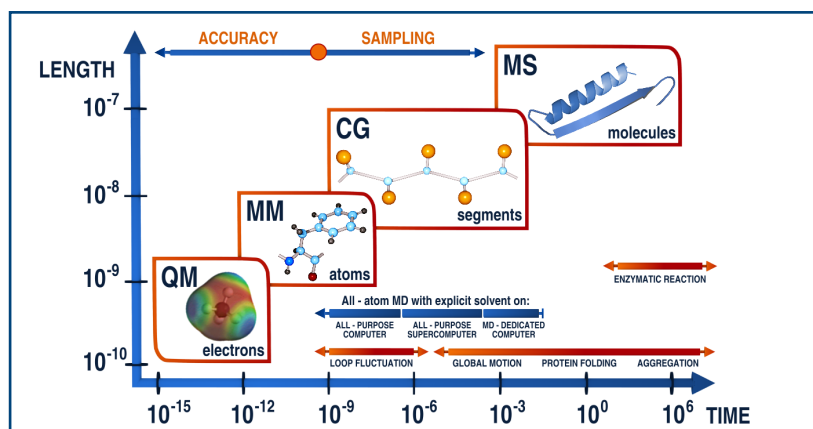 ACCURACY
SAMPLING
LENGTH
MS
molecules
10-7
CG
segments
10-8
MM
atoms
QM
electrons
10-9
ENZYMATIC REACTION
All - atom MD with explicit solvent on:
ALL - PURPOSE
COMPUTER
ALL - PURPOSE
SUPERCOMPUTER
MD - DEDICATED
COMPUTER
10-10
LOOP FLUCTUATION
GLOBAL MOTION
PROTEIN FOLDING
AGGREGATION
10-15
10-12
10-9
10-6
10-3
100
106
TIME